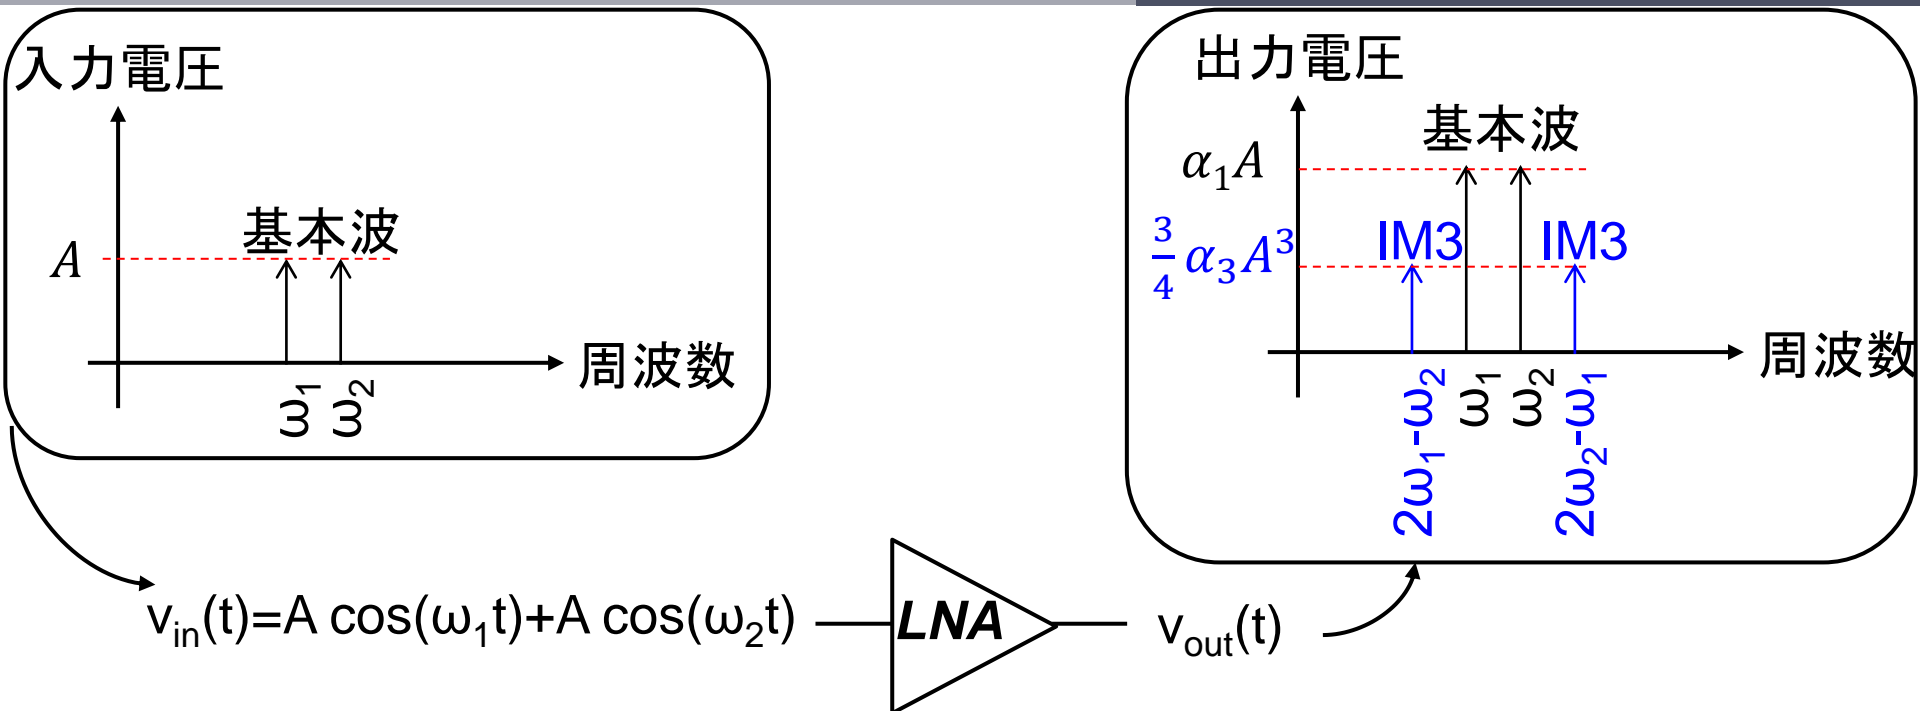 入力電圧
基本波
A
周波数
ω₁
ω₂
出力電圧
基本波
α₁A
IM3
IM3
3/4 α₃A³
周波数
2ω₁-ω₂
ω₁
ω₂
2ω₂-ω₁
vᵢₙ(t)=A cos(ω₁t)+A cos(ω₂t)
LNA
vₒᵤₜ(t)